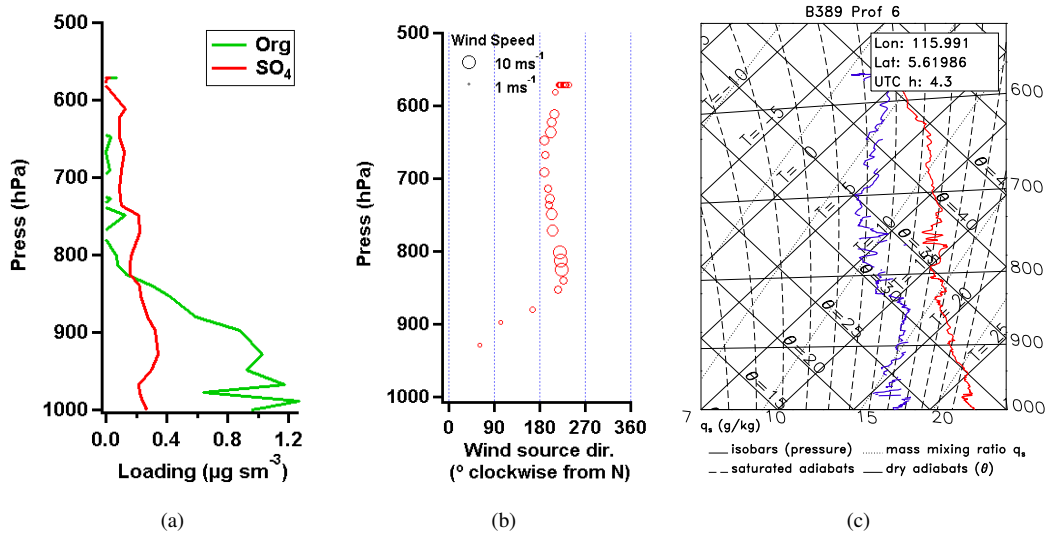 500
600
700
800
900
1000
Press (hPa)
0.0
0.4
0.8
1.2
Loading (µg sm⁻³)
Org
SO₄
(a)
500
600
700
800
900
1000
Press (hPa)
Wind Speed
10 ms⁻¹
1 ms⁻¹
0
90
180
270
360
Wind source dir.
(º clockwise from N)
(b)
B389 Prof 6
Lon: 115.991
Lat: 5.61986
UTC h: 4.3
600
700
800
900
1000
T=-10
T=-5
T=0
T=5
T=10
T=20
T=25
θ=4
θ=40
θ=35
θ=30
θ=25
θ=20
θ=15
7
10
15
20
qₛ (g/kg)
isobars (pressure)
mass mixing ratio qₛ
saturated adiabats
dry adiabats (θ)
(c)